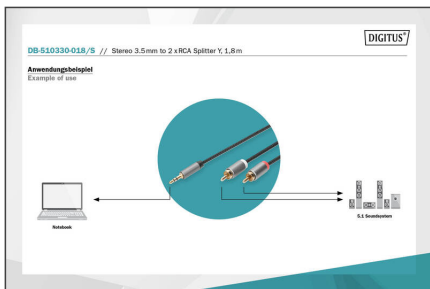 DIGITUS®
DB-510330-018/S // Stereo 3.5mm to 2 xRCA Splitter Y, 1,8m
Anwendungsbeispiel
Example of use
Notebook
5.1 Soundsystem